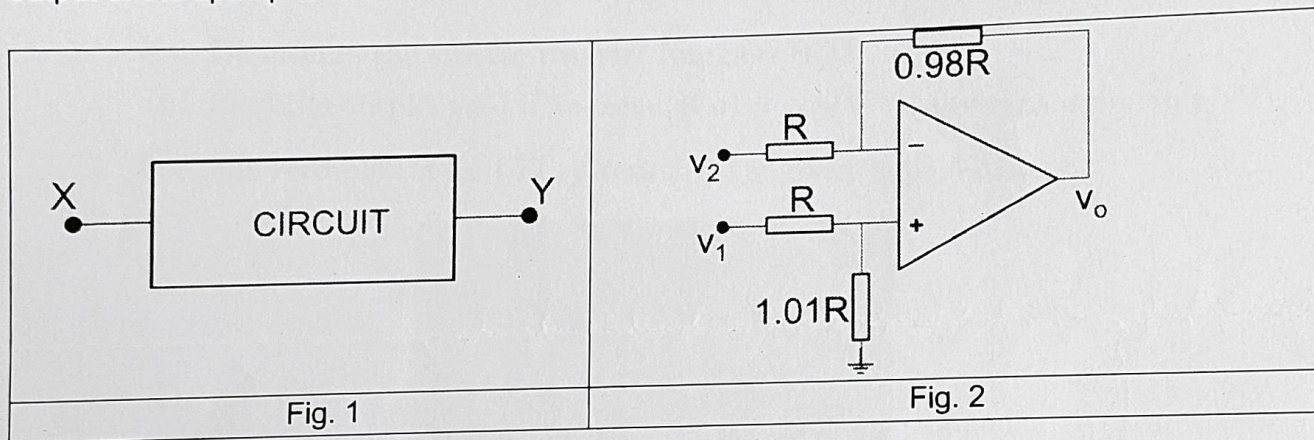 X
CIRCUIT
Y
Fig. 1
0.98R
R
v2
−
R
v1
+
vo
1.01R
Fig. 2